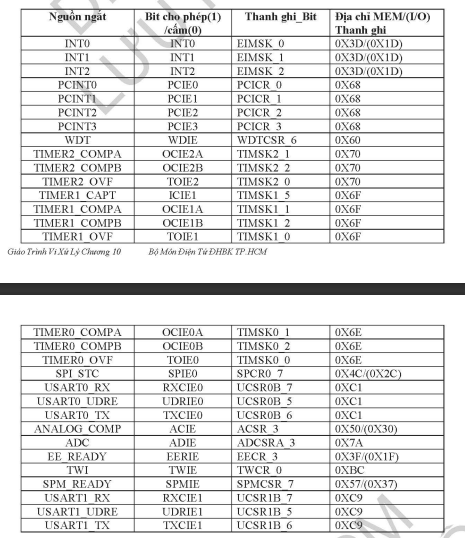 Nguồn ngắt Bit cho phép(1) /cấm(0) Thanh ghi_Bit Địa chỉ MEM/(I/O) Thanh ghi
INT0 INT0 EIMSK_0 0X3D/(0X1D)
INT1 INT1 EIMSK_1 0X3D/(0X1D)
INT2 INT2 EIMSK_2 0X3D/(0X1D)
PCINT0 PCIE0 PCICR_0 0X68
PCINT1 PCIE1 PCICR_1 0X68
PCINT2 PCIE2 PCICR_2 0X68
PCINT3 PCIE3 PCICR_3 0X68
WDT WDIE WDTCSR_6 0X60
TIMER2_COMPA OCIE2A TIMSK2_1 0X70
TIMER2_COMPB OCIE2B TIMSK2_2 0X70
TIMER2_OVF TOIE2 TIMSK2_0 0X70
TIMER1_CAPT ICIE1 TIMSK1_5 0X6F
TIMER1_COMPA OCIE1A TIMSK1_1 0X6F
TIMER1_COMPB OCIE1B TIMSK1_2 0X6F
TIMER1_OVF TOIE1 TIMSK1_0 0X6F
Giáo Trình Vi Xử Lý Chương 10 Bộ Môn Điện Tử ĐHBK TP.HCM
TIMER0_COMPA OCIE0A TIMSK0_1 0X6E
TIMER0_COMPB OCIE0B TIMSK0_2 0X6E
TIMER0_OVF TOIE0 TIMSK0_0 0X6E
SPI_STC SPIE0 SPCR0_7 0X4C/(0X2C)
USART0_RX RXCIE0 UCSR0B_7 0XC1
USART0_UDRE UDRIE0 UCSR0B_5 0XC1
USART0_TX TXCIE0 UCSR0B_6 0XC1
ANALOG_COMP ACIE ACSR_3 0X50/(0X30)
ADC ADIE ADCSRA_3 0X7A
EE_READY EERIE EECR_3 0X3F/(0X1F)
TWI TWIE TWCR_0 0XBC
SPM_READY SPMIE SPMCSR_7 0X57/(0X37)
USART1_RX RXCIE1 UCSR1B_7 0XC9
USART1_UDRE UDRIE1 UCSR1B_5 0XC9
USART1_TX TXCIE1 UCSR1B_6 0XC9